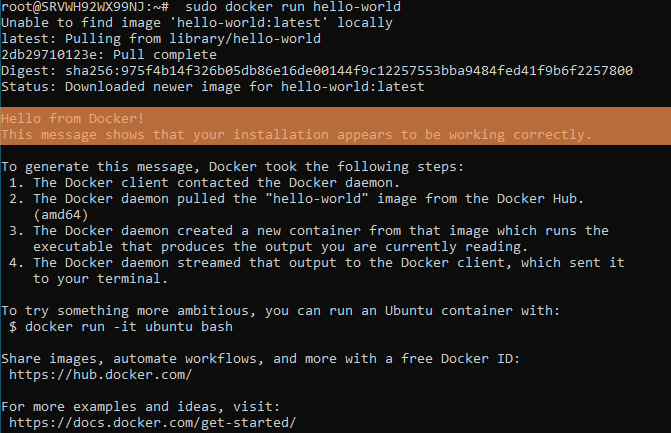 root@SRVWH92WX99NJ:~#  sudo docker run hello-world
Unable to find image 'hello-world:latest' locally
latest: Pulling from library/hello-world
2db29710123e: Pull complete
Digest: sha256:975f4b14f326b05db86e16de00144f9c12257553bba9484fed41f9b6f2257800
Status: Downloaded newer image for hello-world:latest
Hello from Docker!
This message shows that your installation appears to be working correctly.
To generate this message, Docker took the following steps:
 1. The Docker client contacted the Docker daemon.
 2. The Docker daemon pulled the "hello-world" image from the Docker Hub.
    (amd64)
 3. The Docker daemon created a new container from that image which runs the
    executable that produces the output you are currently reading.
 4. The Docker daemon streamed that output to the Docker client, which sent it
    to your terminal.
To try something more ambitious, you can run an Ubuntu container with:
 $ docker run -it ubuntu bash
Share images, automate workflows, and more with a free Docker ID:
 https://hub.docker.com/
For more examples and ideas, visit:
 https://docs.docker.com/get-started/